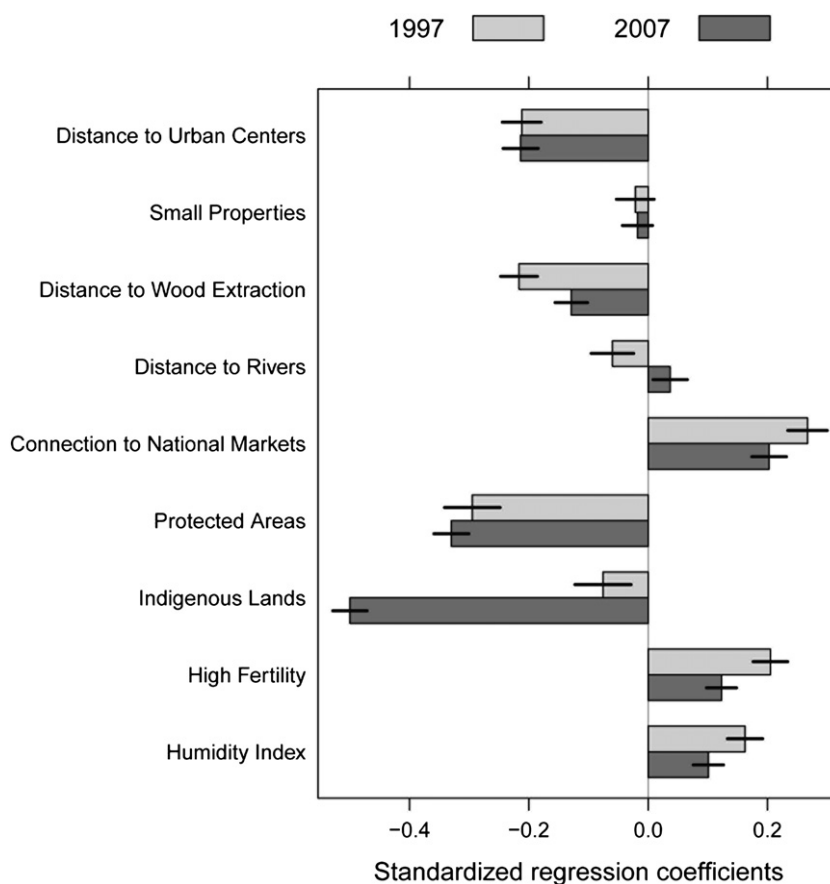 1997 2007
Distance to Urban Centers
Small Properties
Distance to Wood Extraction
Distance to Rivers
Connection to National Markets
Protected Areas
Indigenous Lands
High Fertility
Humidity Index
−0.4 −0.2 0.0 0.2
Standardized regression coefficients